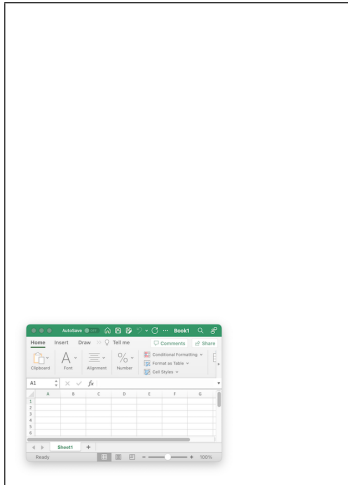 AutoSave Book1
Home Insert Draw Tell me Comments Share
Clipboard Font Alignment Number Conditional Formatting
Format as Table
Cell Styles
A1 fx
A B C D E F G
1
2
3
4
5
6
Sheet1 +
Ready 100%